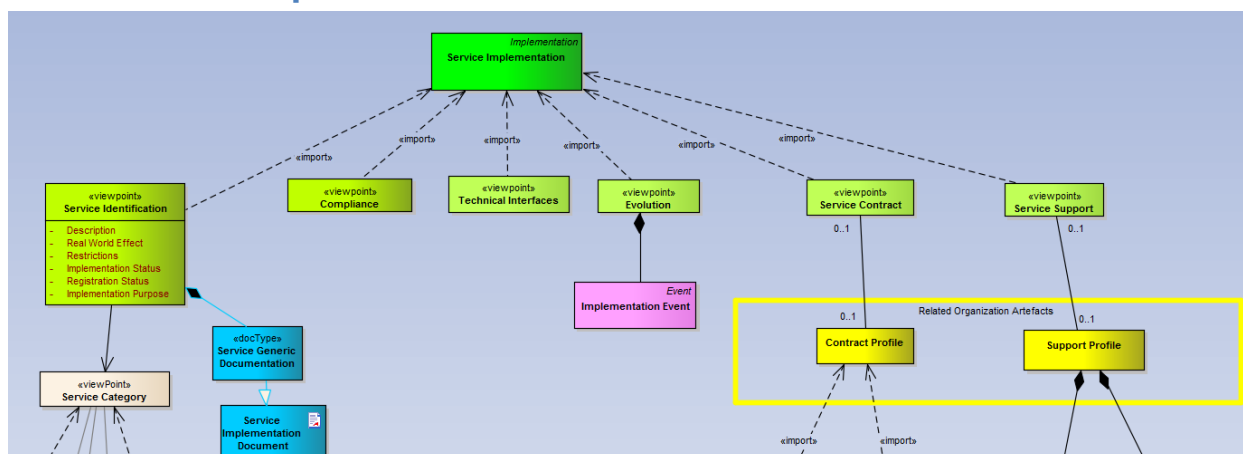 Implementation
Service Implementation
«import»
«import»
«import»
«import»
«import»
«import»
«viewpoint»
Service Identification
- Description
- Real World Effect
- Restrictions
- Implementation Status
- Registration Status
- Implementation Purpose
«viewpoint»
Compliance
«viewpoint»
Technical Interfaces
«viewpoint»
Evolution
«viewpoint»
Service Contract
0..1
«viewpoint»
Service Support
0..1
Event
Implementation Event
Related Organization Artefacts
0..1
Contract Profile
0..1
Support Profile
«docType»
Service Generic
Documentation
«viewPoint»
Service Category
Service
Implementation
Document
«import»
«import»